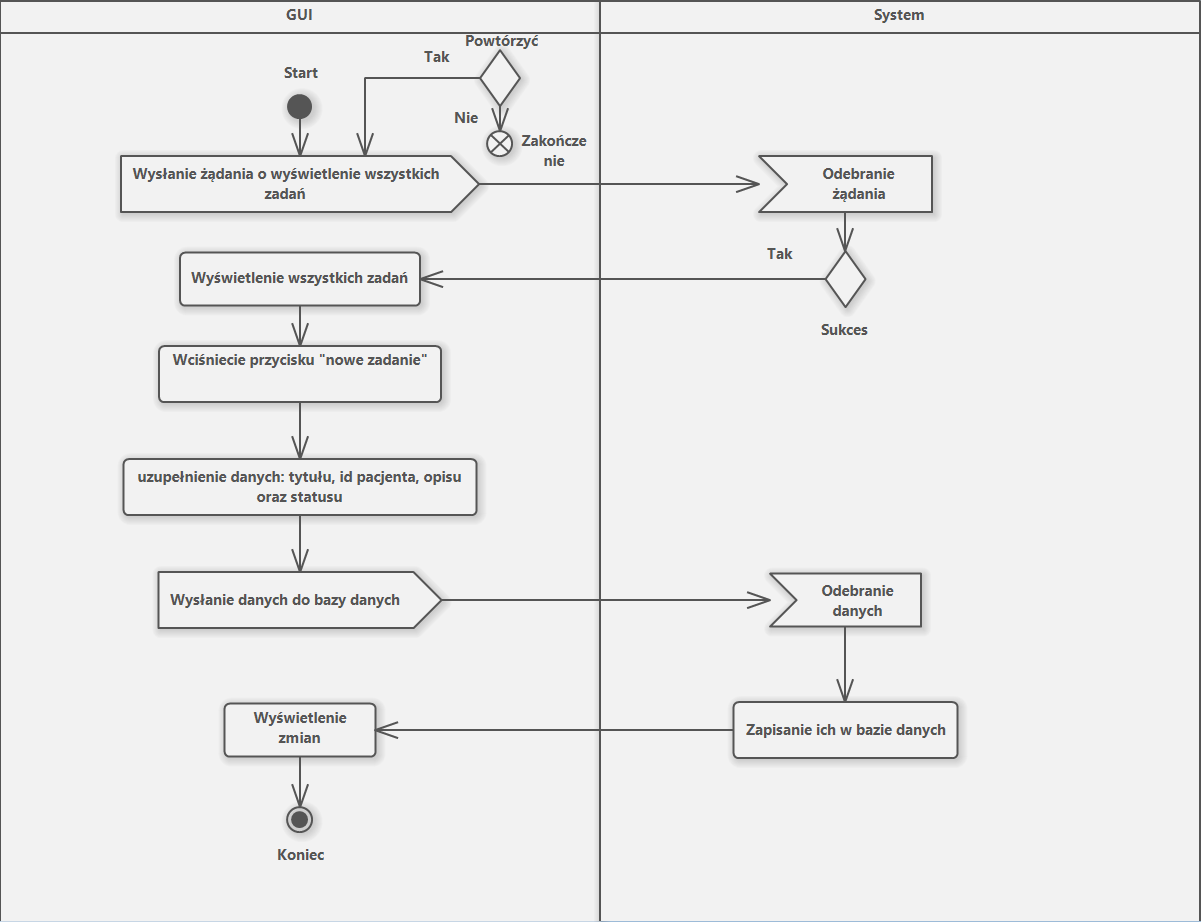 GUI
System
Powtórzyć
Tak
Start
Nie
Zakończe
nie
Wysłanie żądania o wyświetlenie wszystkich
zadań
Odebranie
żądania
Tak
Wyświetlenie wszystkich zadań
Sukces
Wciśniecie przycisku "nowe zadanie"
uzupełnienie danych: tytułu, id pacjenta, opisu
oraz statusu
Wysłanie danych do bazy danych
Odebranie
danych
Wyświetlenie
zmian
Zapisanie ich w bazie danych
Koniec